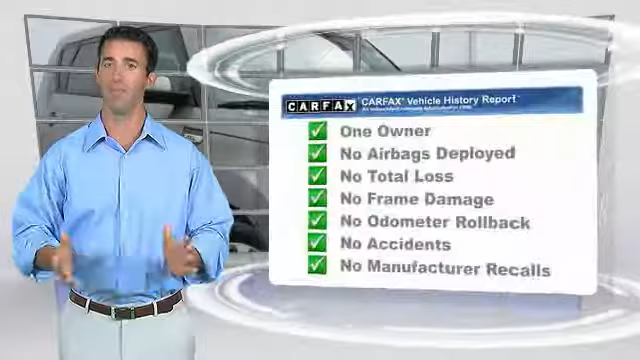 CARFAX CARFAX Vehicle History Report
One Owner
No Airbags Deployed
No Total Loss
No Frame Damage
No Odometer Rollback
No Accidents
No Manufacturer Recalls